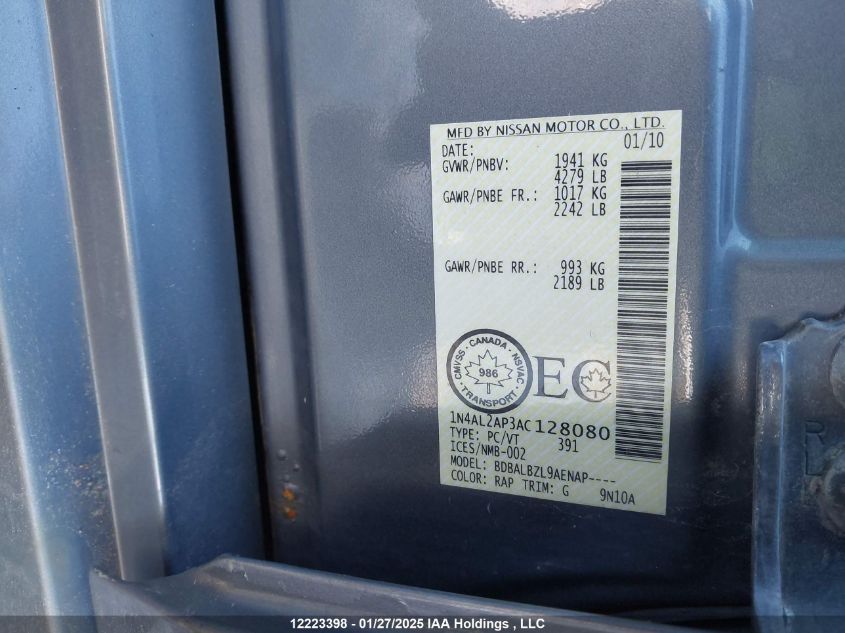 MFD BY NISSAN MOTOR CO., LTD.
DATE: 01/10
GVWR/PNBV: 1941 KG
4279 LB
GAWR/PNBE FR.: 1017 KG
2242 LB
GAWR/PNBE RR.: 993 KG
2189 LB
CMVSS · CANADA · NSVAC
986
TRANSPORT
EC
1N4AL2AP3AC128080
TYPE: PC/VT 391
ICES/NMB-002
MODEL: BDBALBZL9AENAP----
COLOR: RAP TRIM: G 9N10A
R
L
12223398 - 01/27/2025 IAA Holdings , LLC